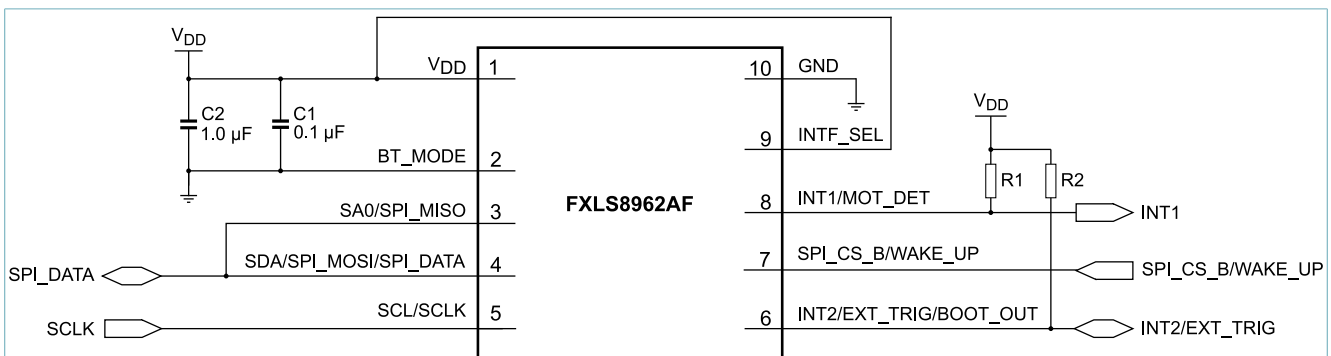 VDD
VDD 1
C2
1.0 µF
C1
0.1 µF
BT_MODE 2
SA0/SPI_MISO 3
SPI_DATA
SDA/SPI_MOSI/SPI_DATA 4
SCLK
SCL/SCLK 5
FXLS8962AF
10 GND
VDD
9 INTF_SEL
R1
R2
8 INT1/MOT_DET
INT1
7 SPI_CS_B/WAKE_UP
SPI_CS_B/WAKE_UP
6 INT2/EXT_TRIG/BOOT_OUT
INT2/EXT_TRIG